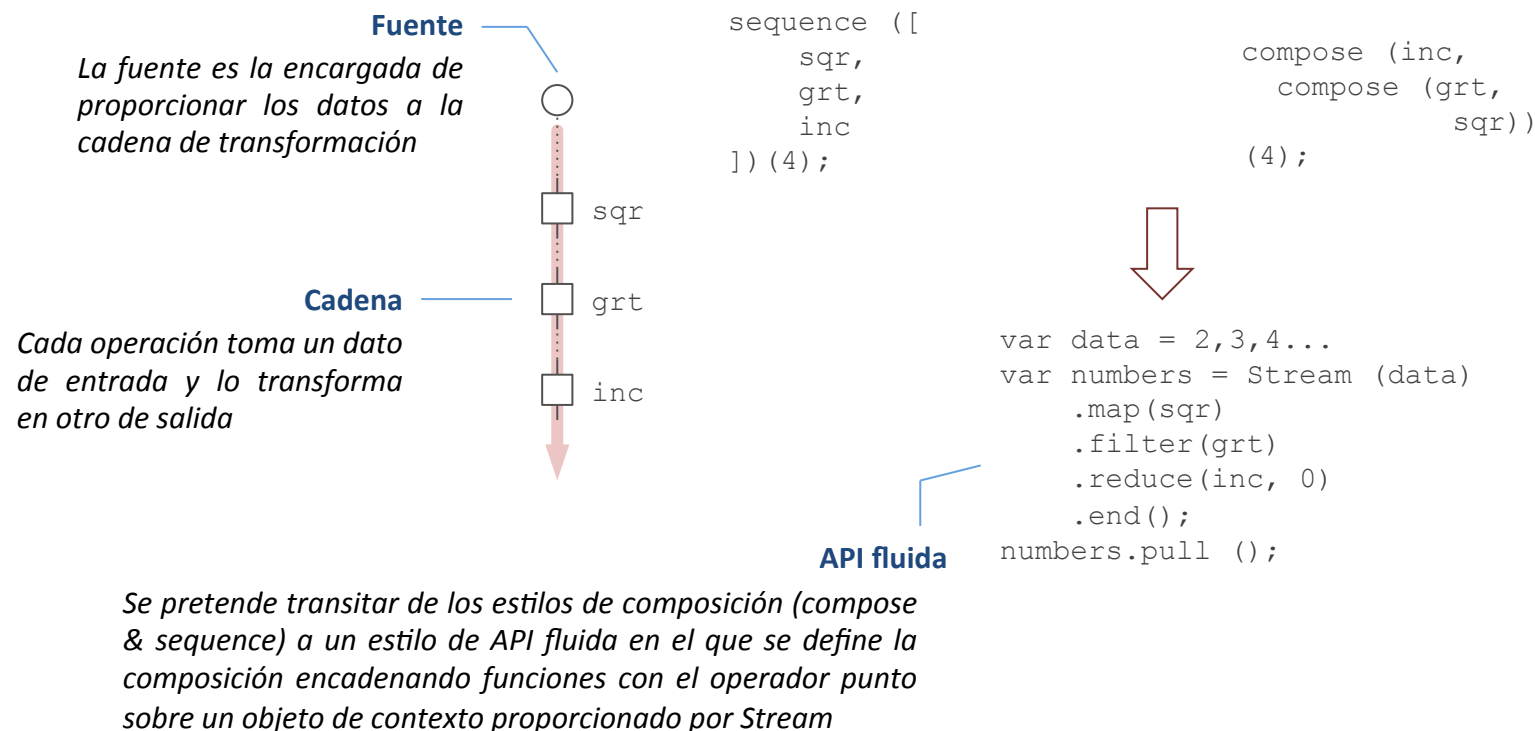 Fuente
La fuente es la encargada de
proporcionar los datos a la
cadena de transformación
sequence ([
sqr,
grt,
inc
])(4);
compose (inc,
compose (grt,
sqr))
(4);
sqr
grt
inc
Cadena
Cada operación toma un dato
de entrada y lo transforma
en otro de salida
var data = 2,3,4...
var numbers = Stream (data)
.map(sqr)
.filter(grt)
.reduce(inc, 0)
.end();
numbers.pull ();
API fluida
Se pretende transitar de los estilos de composición (compose
& sequence) a un estilo de API fluida en el que se define la
composición encadenando funciones con el operador punto
sobre un objeto de contexto proporcionado por Stream